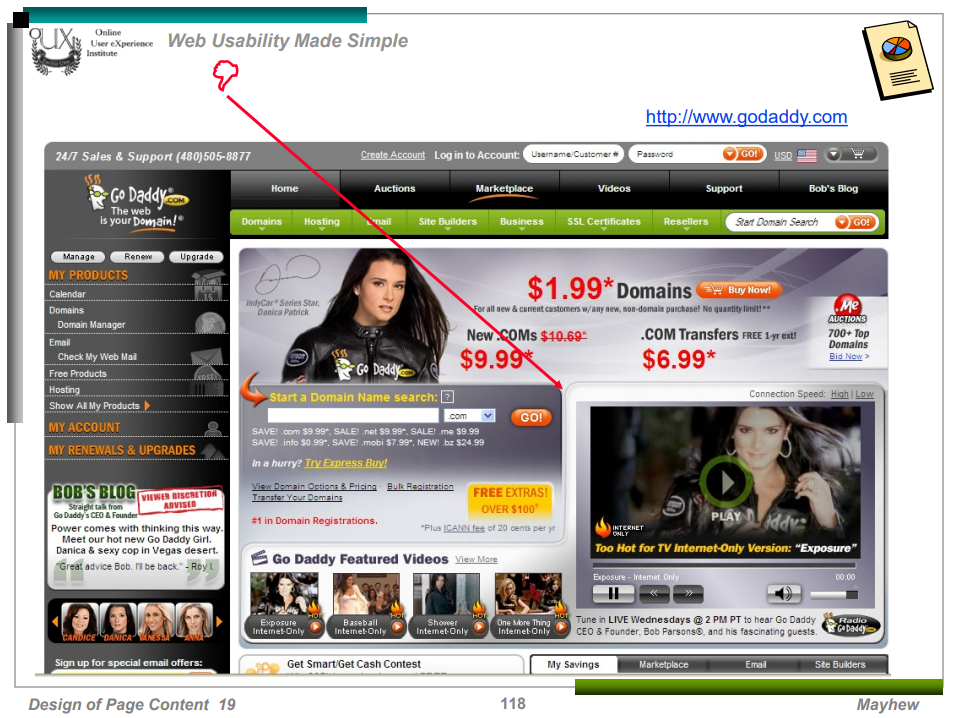 Online
User eXperience
Institute
UX
Web Usability Made Simple
http://www.godaddy.com
24/7 Sales & Support (480)505-8877
Create Account Log in to Account: Username/Customer # Password GO! USD
Go Daddy®.COM
The web
is your Domain!®
Home Auctions Marketplace Videos Support Bob's Blog
Domains Hosting Email Site Builders Business SSL Certificates Resellers Start Domain Search GO!
Manage Renew Upgrade
MY PRODUCTS
Calendar
Domains
Domain Manager
Email
Check My Web Mail
Free Products
Hosting
Show All My Products
MY ACCOUNT
MY RENEWALS & UPGRADES
BOB'S BLOG
VIEWER DISCRETION
ADVISED
Straight talk from
Go Daddy's CEO & Founder
Power comes with thinking this way.
Meet our hot new Go Daddy Girl.
Danica & sexy cop in Vegas desert.
"Great advice Bob. I'll be back." - Roy I.
CANDICE DANICA VANESSA ANNA
Sign up for special email offers:
IndyCar® Series Star,
Danica Patrick
Go Daddy.COM
$1.99* Domains Buy Now!
For all new & current customers w/any new, non-domain purchase! No quantity limit!**
New .COMs $10.69*
$9.99*
.COM Transfers FREE 1-yr ext!
$6.99*
.Me
AUCTIONS
700+ Top
Domains
Bid Now >
Start a Domain Name search: ?
.com GO!
SAVE! .com $9.99*, SALE! .net $9.99*, SALE! .me $9.99
SAVE! .info $0.99*, SAVE! .mobi $7.99*, NEW! .bz $24.99
In a hurry? Try Express Buy!
View Domain Options & Pricing Bulk Registration
Transfer Your Domains
FREE EXTRAS!
OVER $100†
#1 in Domain Registrations.
*Plus ICANN fee of 20 cents per yr
Connection Speed: High | Low
PLAY
INTERNET
ONLY
Too Hot for TV Internet-Only Version: “Exposure”
Exposure - Internet Only 00:00
Go Daddy Featured Videos View More
HOT HOT HOT HOT
Exposure
Internet-Only
Baseball
Internet-Only
Shower
Internet-Only
One More Thing
Internet-Only
Tune in LIVE Wednesdays @ 2 PM PT to hear Go Daddy
CEO & Founder, Bob Parsons®, and his fascinating guests.
Radio
GoDaddy.COM
Get Smart/Get Cash Contest
My Savings Marketplace Email Site Builders
Design of Page Content 19
118
Mayhew